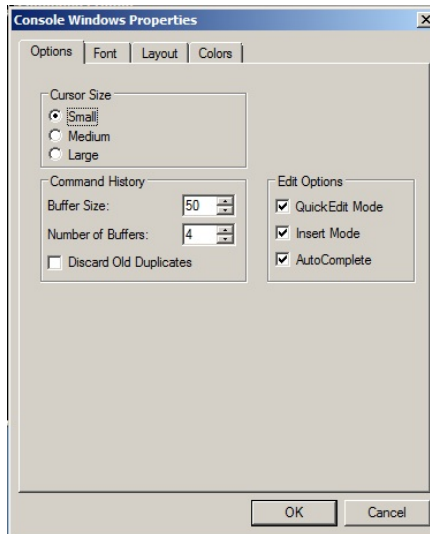 Console Windows Properties
Options Font Layout Colors
Cursor Size
Small
Medium
Large
Command History
Buffer Size: 50
Number of Buffers: 4
Discard Old Duplicates
Edit Options
QuickEdit Mode
Insert Mode
AutoComplete
OK Cancel